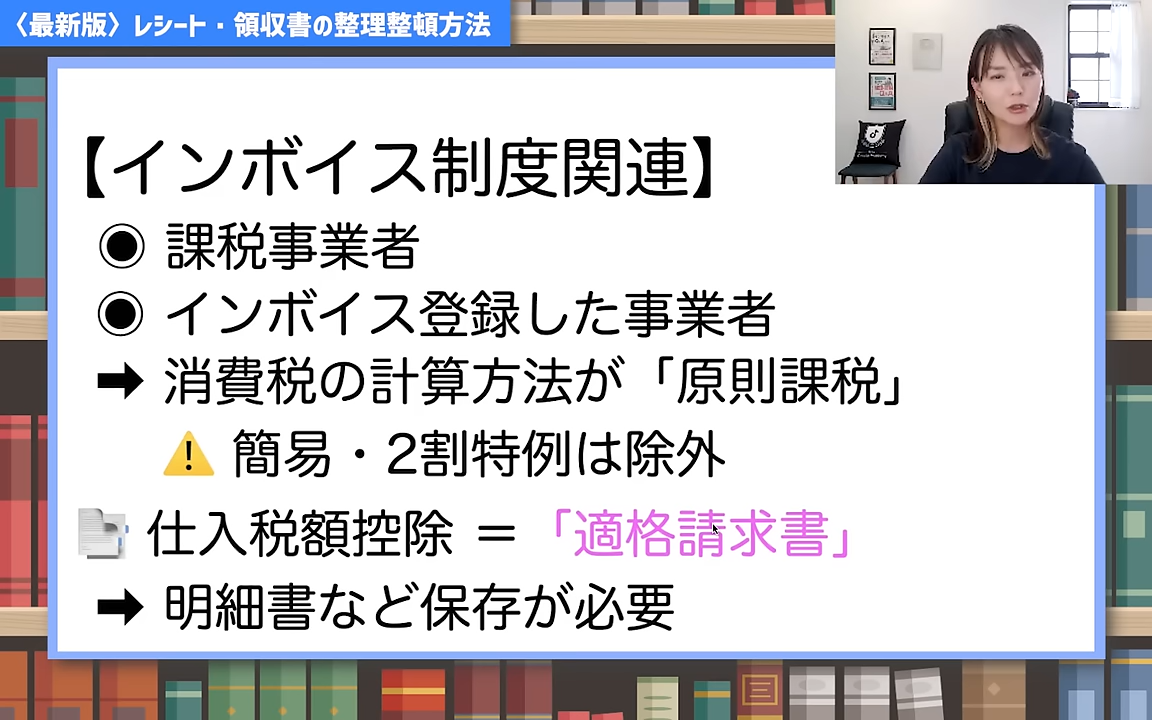 〈最新版〉レシート・領収書の整理整頓方法
【インボイス制度関連】
◉ 課税事業者
◉ インボイス登録した事業者
➡ 消費税の計算方法が「原則課税」
⚠ 簡易・2割特例は除外
仕入税額控除 ＝「適格請求書」
➡ 明細書など保存が必要